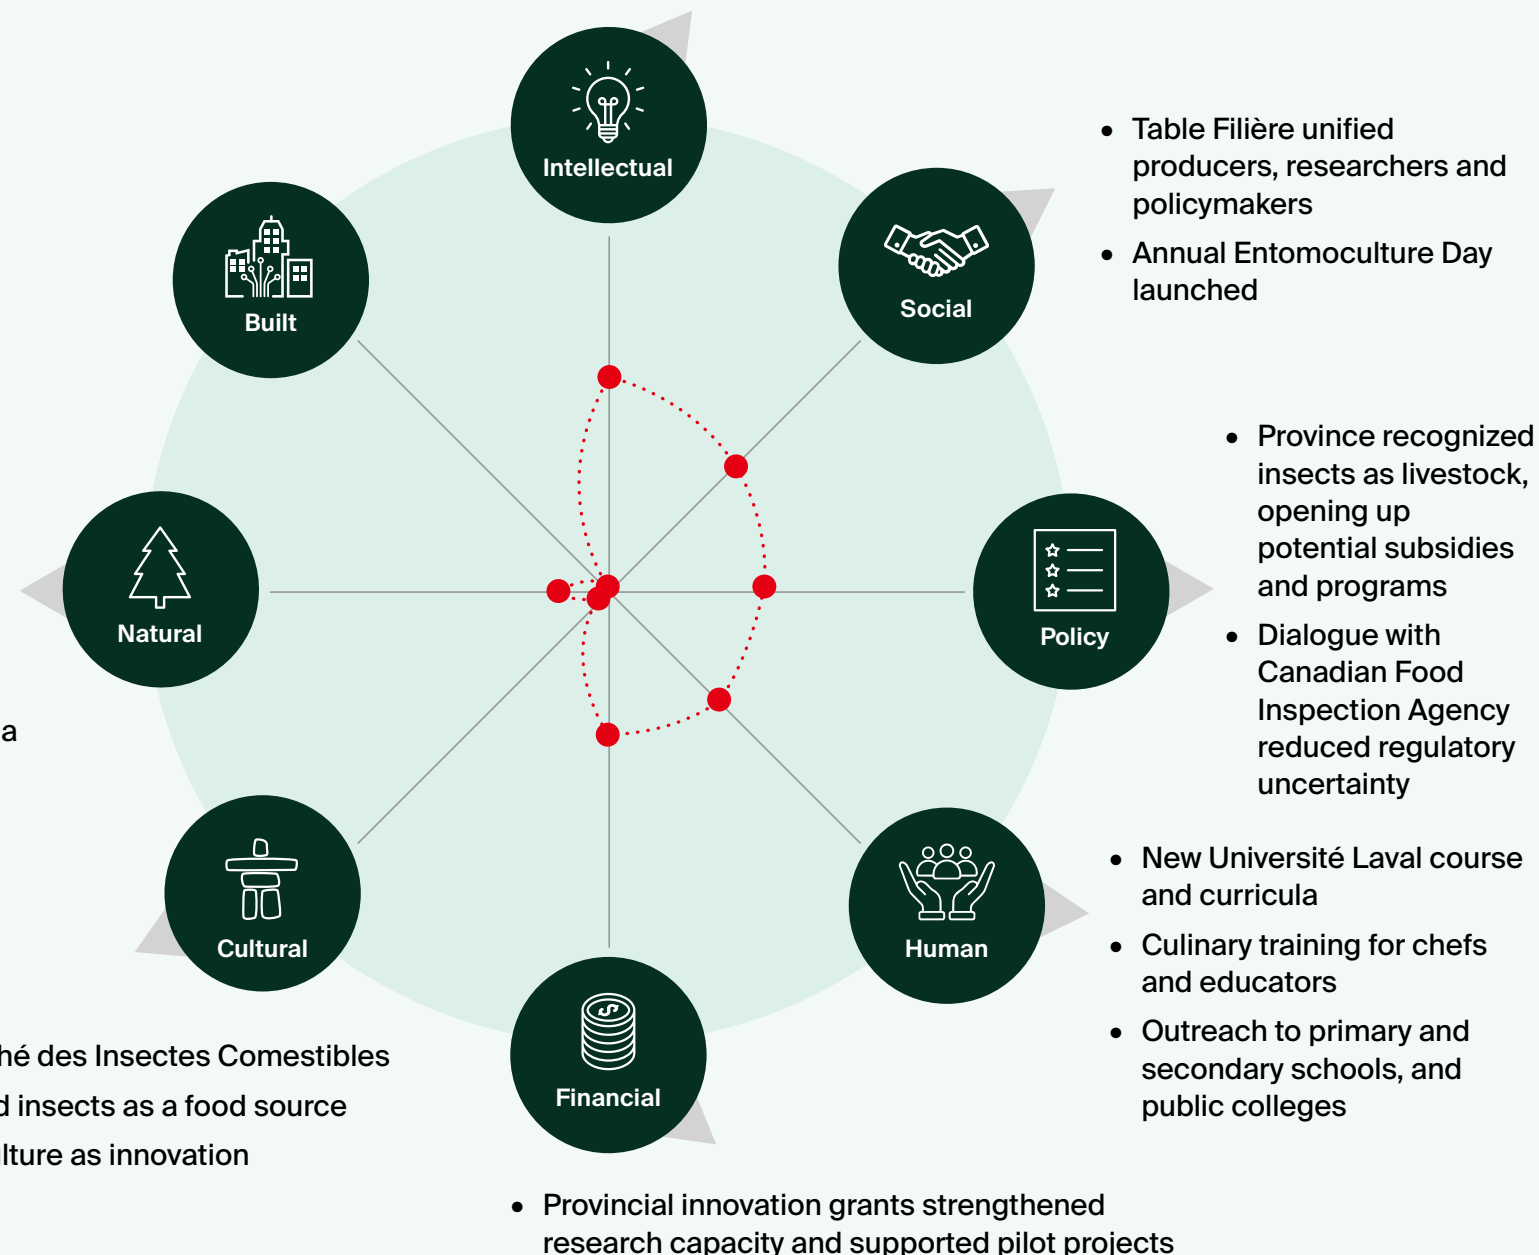 Intellectual
Social
Built
Policy
Natural
Human
Cultural
Financial
• Table Filière unified
producers, researchers and
policymakers
• Annual Entomoculture Day
launched
• Province recognized
insects as livestock,
opening up
potential subsidies
and programs
• Dialogue with
Canadian Food
Inspection Agency
reduced regulatory
uncertainty
• New Université Laval course
and curricula
• Culinary training for chefs
and educators
• Outreach to primary and
secondary schools, and
public colleges
• Provincial innovation grants strengthened
research capacity and supported pilot projects
hé des Insectes Comestibles
d insects as a food source
lture as innovation
a